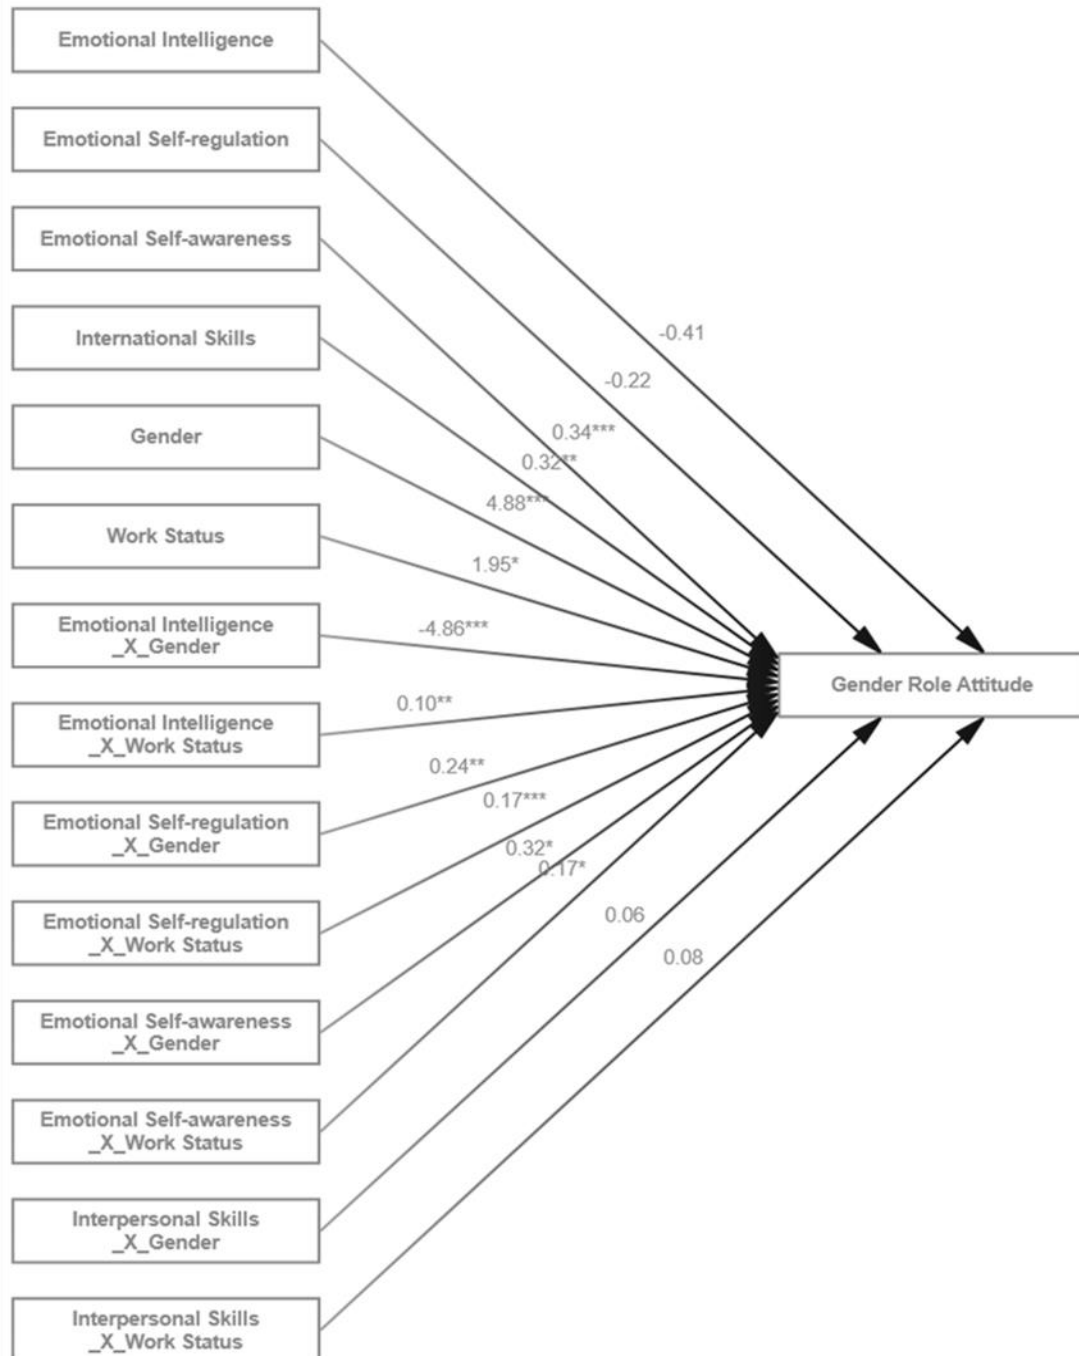 Emotional Intelligence
Emotional Self-regulation
Emotional Self-awareness
International Skills
-0.41
-0.22
Gender
0.34***
0.32**
4.88***
Work Status
1.95*
Emotional Intelligence
_X_Gender
-4.86***
Gender Role Attitude
Emotional Intelligence
_X_Work Status
0.10**
0.24**
Emotional Self-regulation
_X_Gender
0.17***
0.32*
0.17*
Emotional Self-regulation
_X_Work Status
0.06
0.08
Emotional Self-awareness
_X_Gender
Emotional Self-awareness
_X_Work Status
Interpersonal Skills
_X_Gender
Interpersonal Skills
_X_Work Status